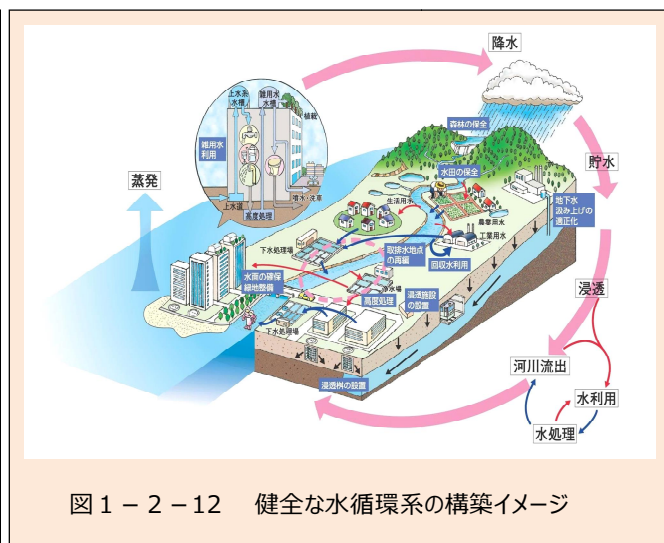 降水
上水系
水槽
雑用水
水槽
植栽
雑用水
利用
上水道
高度処理
噴水・洗車
森林の保全
水田の保全
貯水
蒸発
生活用水
農業用水
工業用水
地下水
汲み上げの
適正化
下水処理場
取排水地点
の再編
回収水利用
水面の確保
緑地整備
浄水場
高度処理
浸透施設
の設置
浸透
下水処理場
浸透桝の設置
河川流出
水利用
水処理
図1-2-12 健全な水循環系の構築イメージ